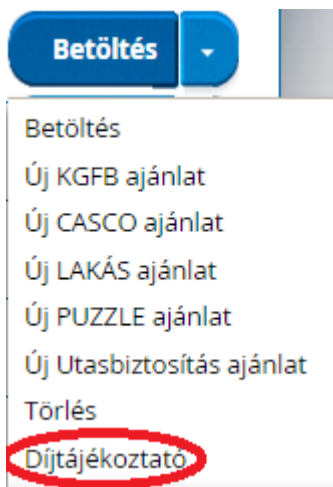 Betöltés
Betöltés
Új KGFB ajánlat
Új CASCO ajánlat
Új LAKÁS ajánlat
Új PUZZLE ajánlat
Új Utasbiztosítás ajánlat
Törlés
Díjtájékoztató